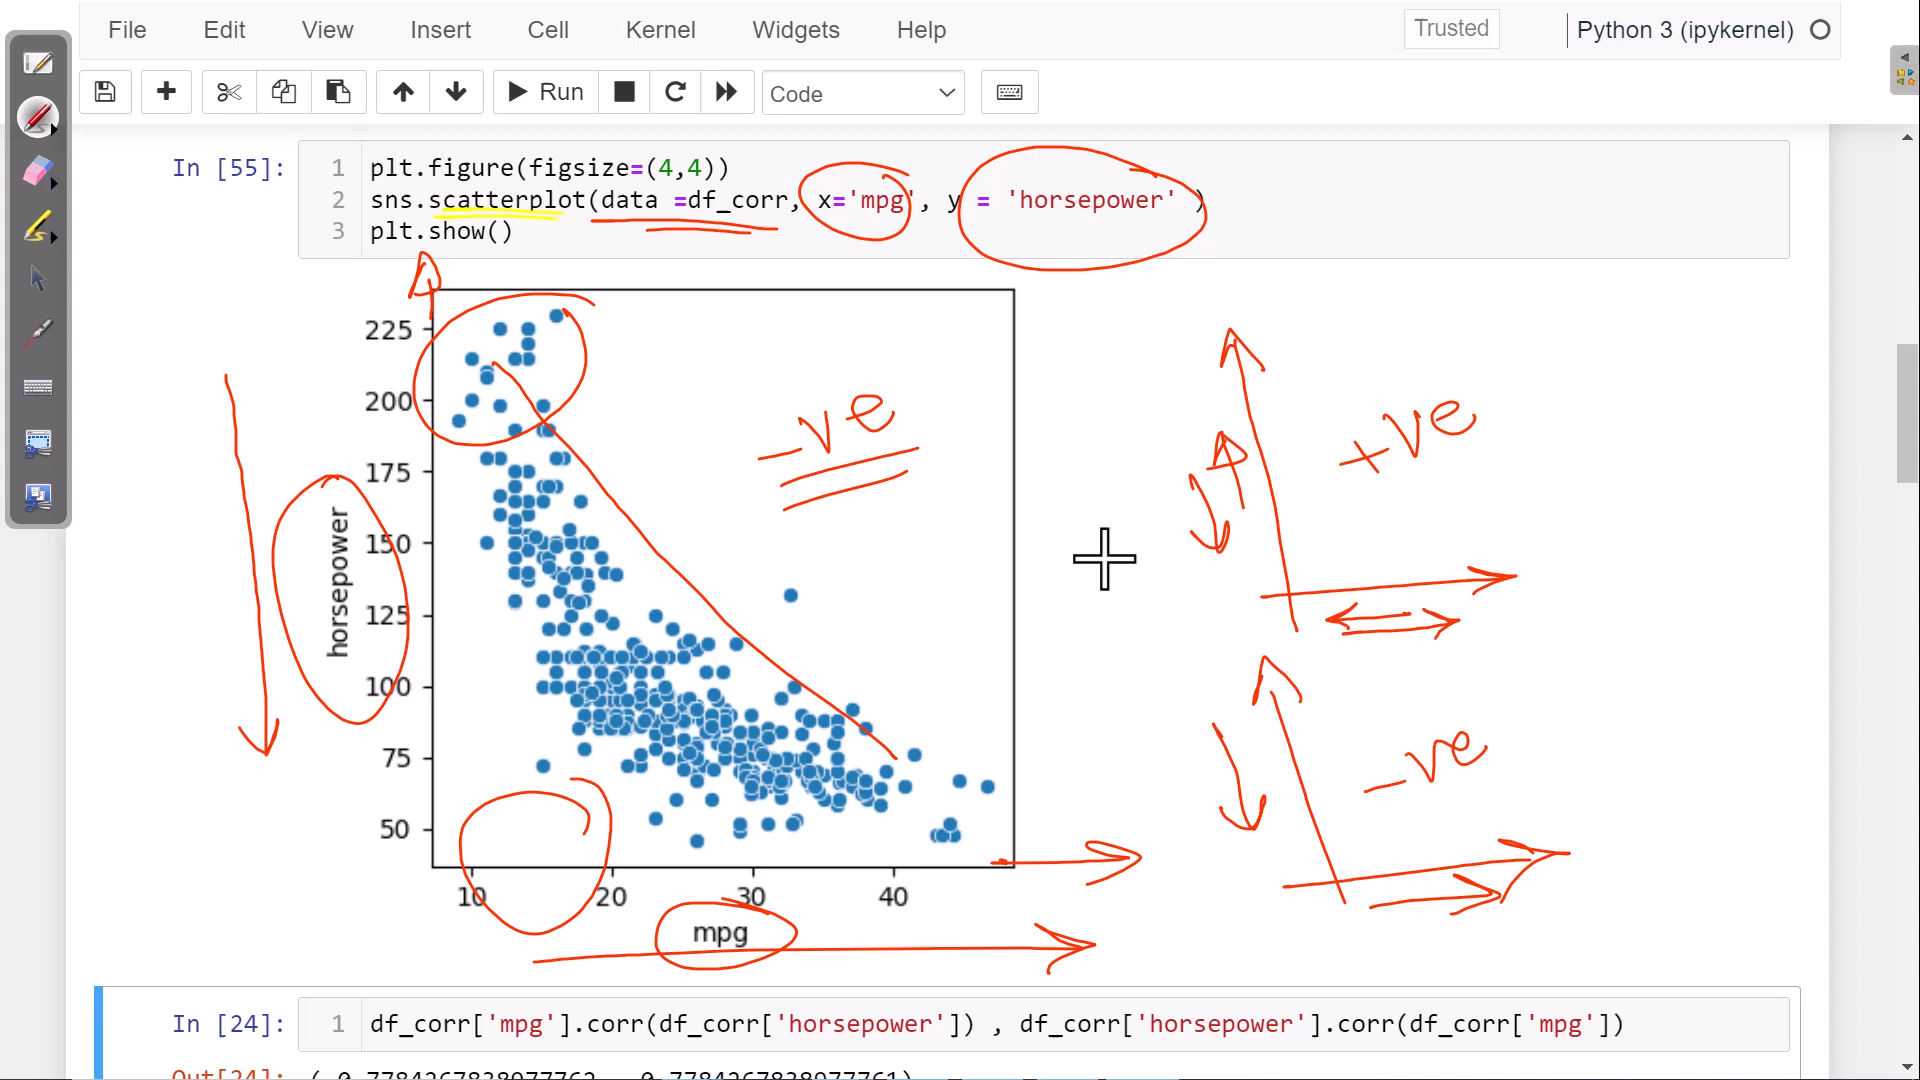 File Edit View Insert Cell Kernel Widgets Help Trusted Python 3 (ipykernel)
Run Code
In [55]:
1 plt.figure(figsize=(4,4))
2 sns.scatterplot(data =df_corr, x='mpg', y = 'horsepower' )
3 plt.show()
225
200
175
150
125
100
75
50
horsepower
10 20 30 40
mpg
-ve
+ve
-ve
In [24]: 1 df_corr['mpg'].corr(df_corr['horsepower']) , df_corr['horsepower'].corr(df_corr['mpg'])